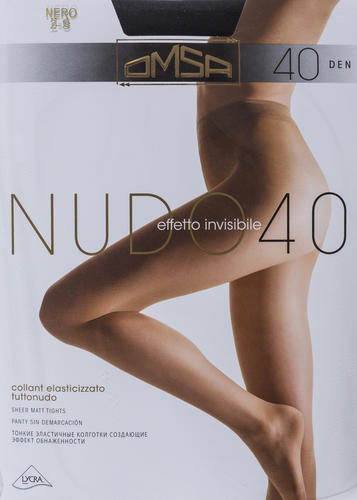 NERO
2-S
OMSA
40 DEN
NUDO 40
effetto invisibile
collant elasticizzato
tuttonudo
SHEER MATT TIGHTS
PANTY SIN DEMARCACIÓN
ТОНКИЕ ЭЛАСТИЧНЫЕ КОЛГОТКИ СОЗДАЮЩИЕ
ЭФФЕКТ ОБНАЖЕННОСТИ
LYCRA